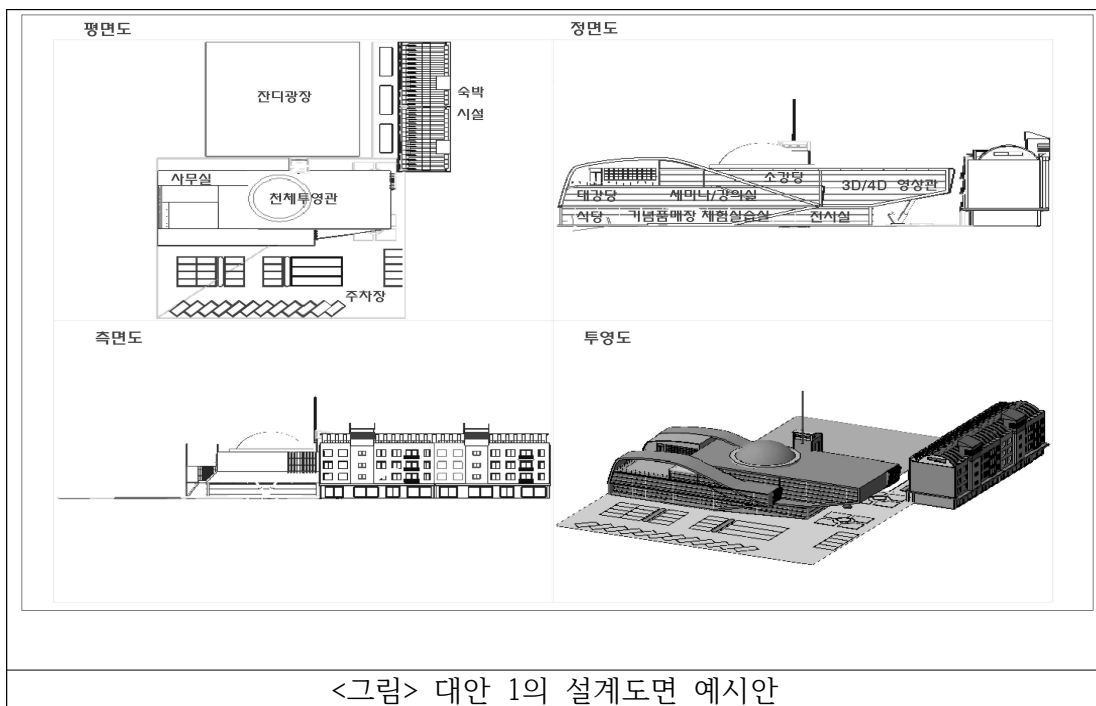 평면도
정면도
잔디광장
숙박
시설
사무실
천체투영관
주차장
소강당
3D/4D 영상관
대강당
세미나/강의실
식당
기념품매장 체험실습실
전시실
측면도
투영도
<그림> 대안 1의 설계도면 예시안